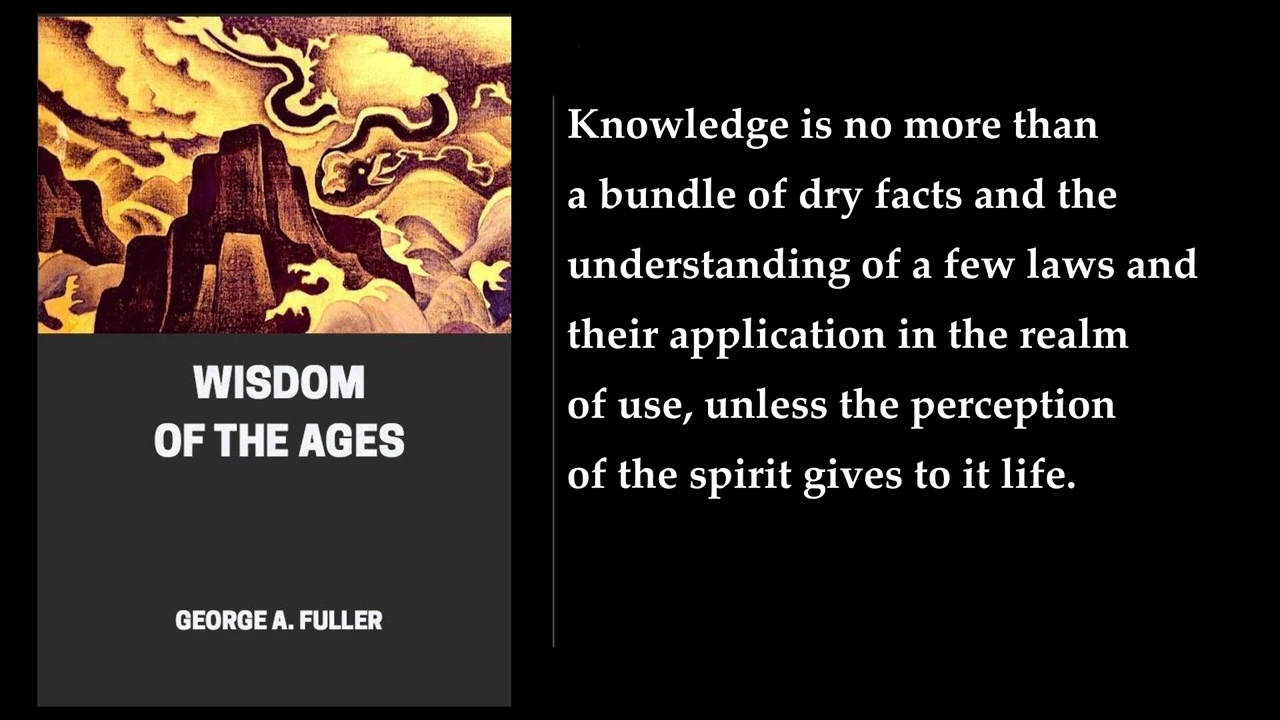 WISDOM
OF THE AGES
GEORGE A. FULLER
Knowledge is no more than
a bundle of dry facts and the
understanding of a few laws and
their application in the realm
of use, unless the perception
of the spirit gives to it life.